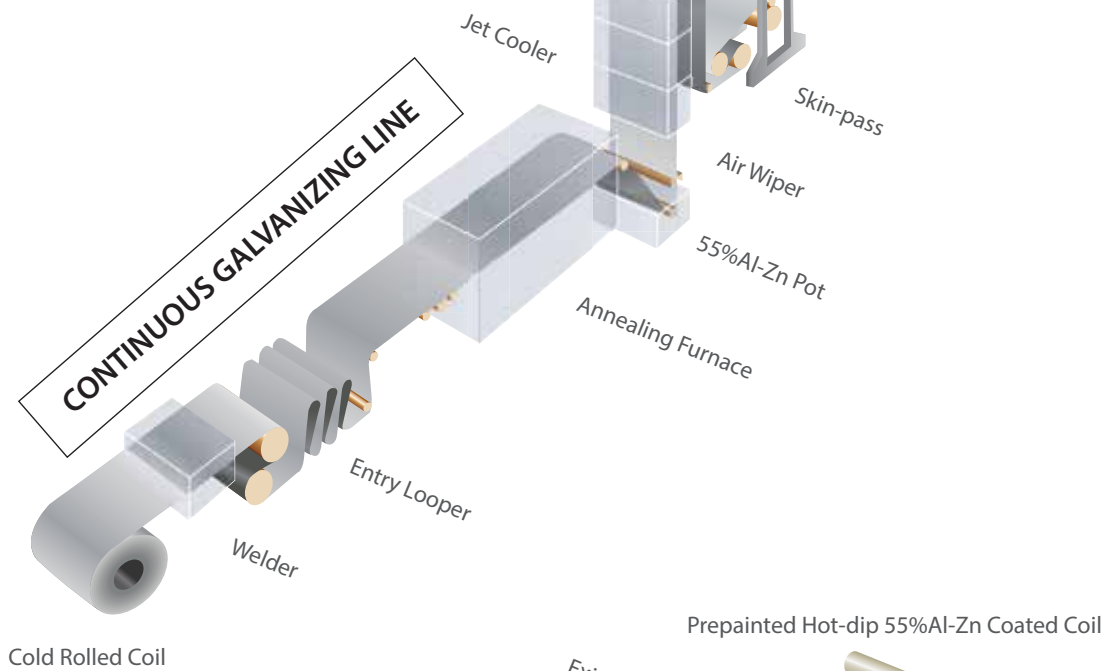 Jet Cooler
Skin-pass
CONTINUOUS GALVANIZING LINE
Air Wiper
55%Al-Zn Pot
Annealing Furnace
Entry Looper
Welder
Prepainted Hot-dip 55%Al-Zn Coated Coil
Cold Rolled Coil